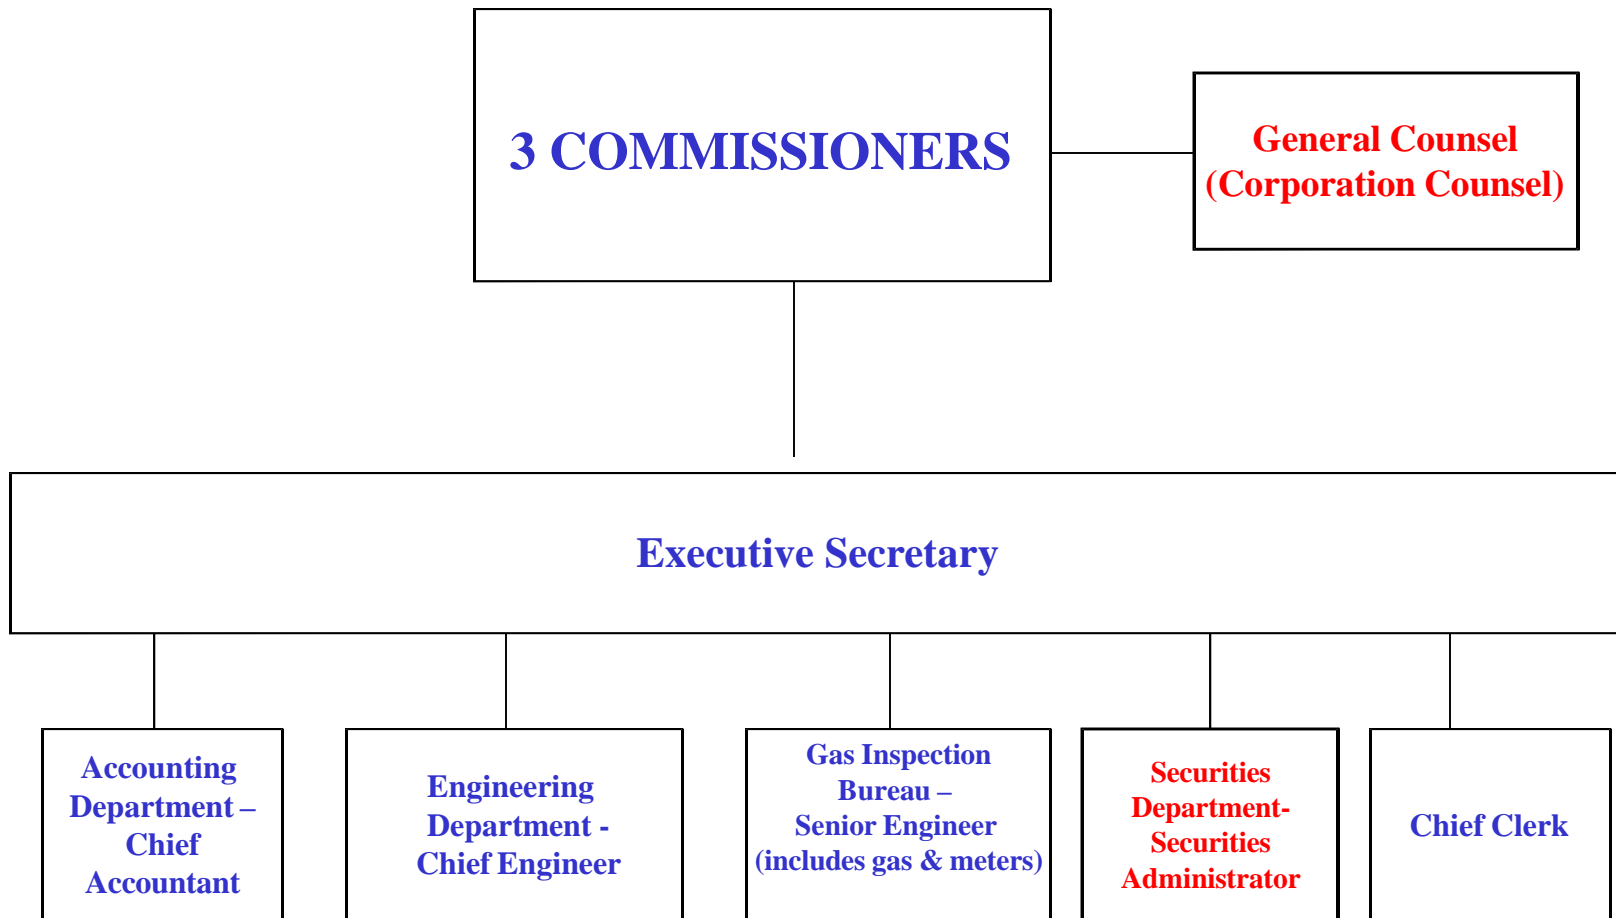 3 COMMISSIONERS
General Counsel
(Corporation Counsel)
Executive Secretary
Accounting
Department –
Chief
Accountant
Engineering
Department -
Chief Engineer
Gas Inspection
Bureau –
Senior Engineer
(includes gas & meters)
Securities
Department-
Securities
Administrator
Chief Clerk